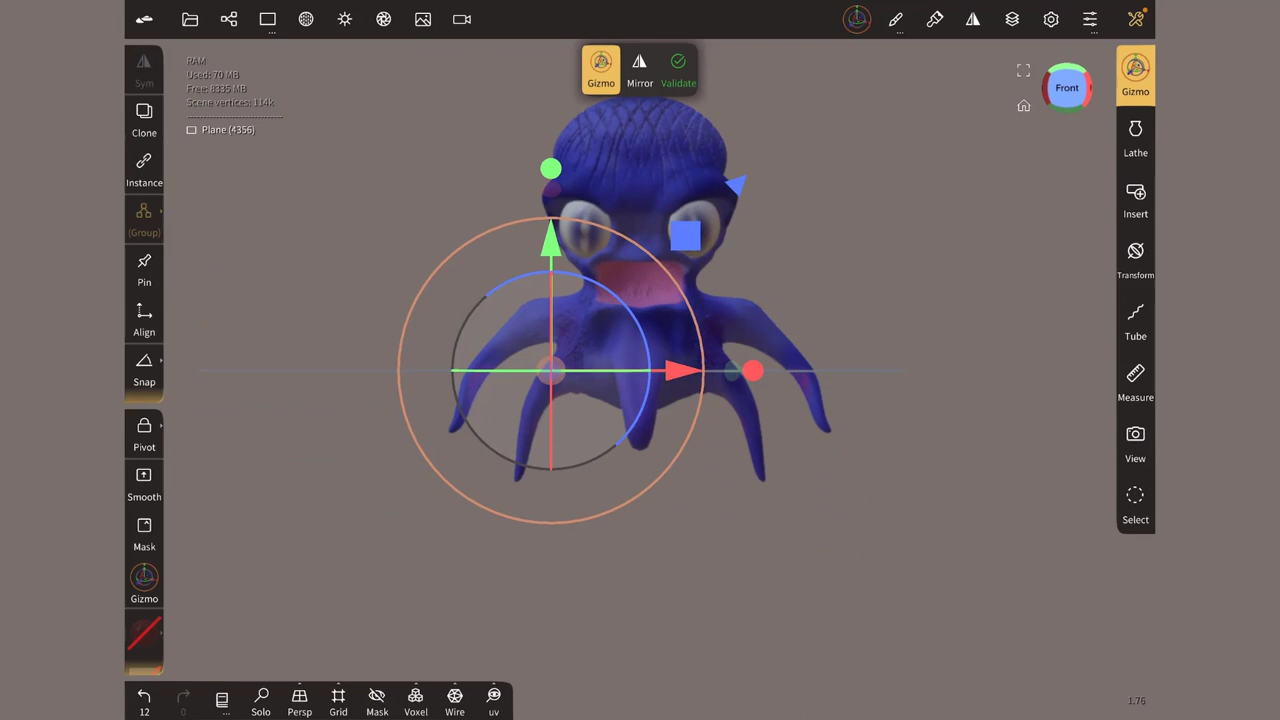 RAM
Used: 70 MB
Free: 8335 MB
Scene vertices: 114k
Plane (4356)
Gizmo
Mirror
Validate
Front
Sym
Clone
Instance
(Group)
Pin
Align
Snap
Pivot
Smooth
Mask
Gizmo
Gizmo
Lathe
Insert
Transform
Tube
Measure
View
Select
12
0
...
Solo
Persp
Grid
Mask
Voxel
Wire
uv
1.76